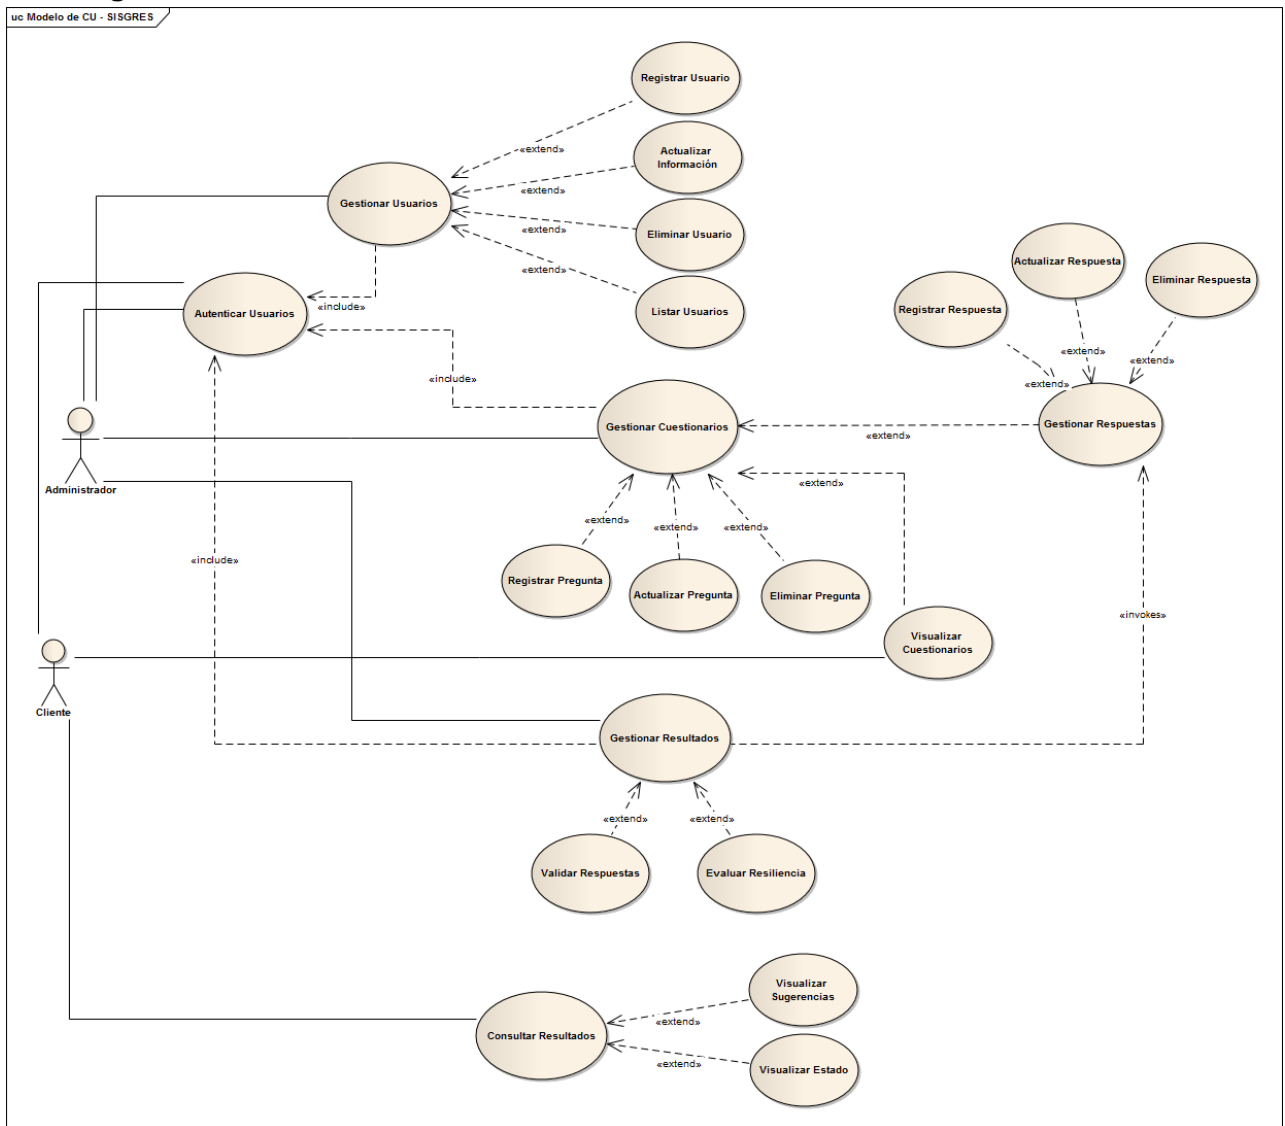 uc Modelo de CU - SISGRES
Registrar Usuario
«extend»
Actualizar
Información
«extend»
Gestionar Usuarios
Eliminar Usuario
«extend»
«extend»
Listar Usuarios
«include»
Autenticar Usuarios
Actualizar Respuesta
Eliminar Respuesta
Registrar Respuesta
«extend»
«extend»
«extend»
«include»
Gestionar Cuestionarios
Gestionar Respuestas
«extend»
Administrador
«extend»
«extend»
«extend»
«extend»
«include»
Registrar Pregunta
Actualizar Pregunta
Eliminar Pregunta
«invokes»
Visualizar
Cuestionarios
Cliente
Gestionar Resultados
«extend»
«extend»
Validar Respuestas
Evaluar Resiliencia
Visualizar
Sugerencias
«extend»
Consultar Resultados
«extend»
Visualizar Estado